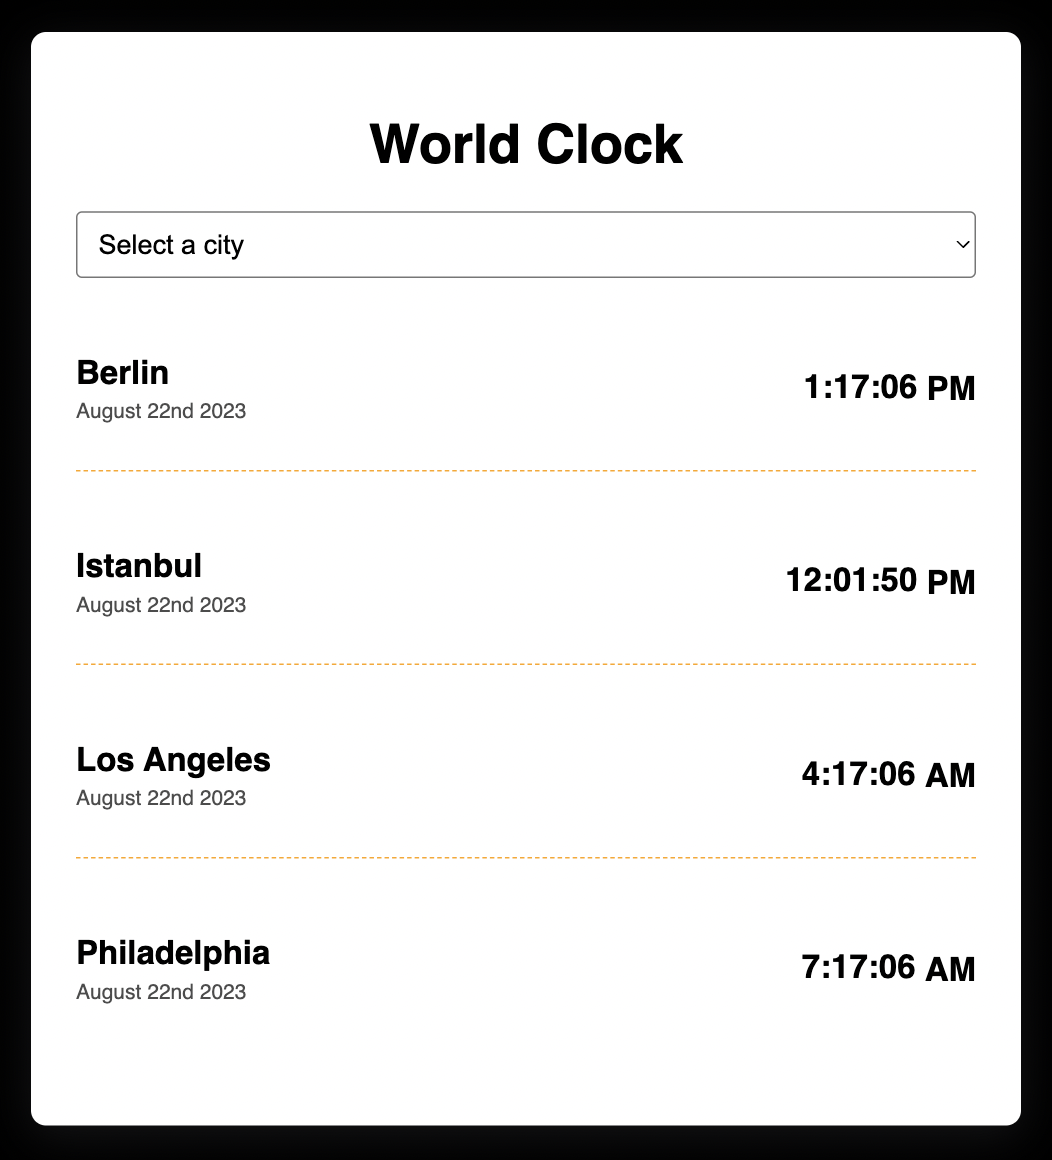 World Clock
Select a city
Berlin
1:17:06 PM
August 22nd 2023
Istanbul
12:01:50 PM
August 22nd 2023
Los Angeles
4:17:06 AM
August 22nd 2023
Philadelphia
7:17:06 AM
August 22nd 2023